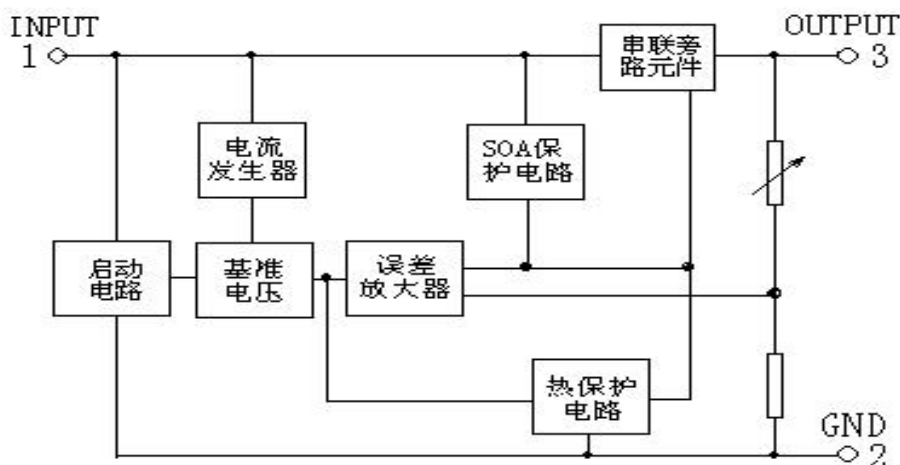 INPUT
1
OUTPUT
3
串联旁
路元件
电流
发生器
SOA保
护电路
启动
电路
基准
电压
误差
放大器
热保护
电路
GND
2